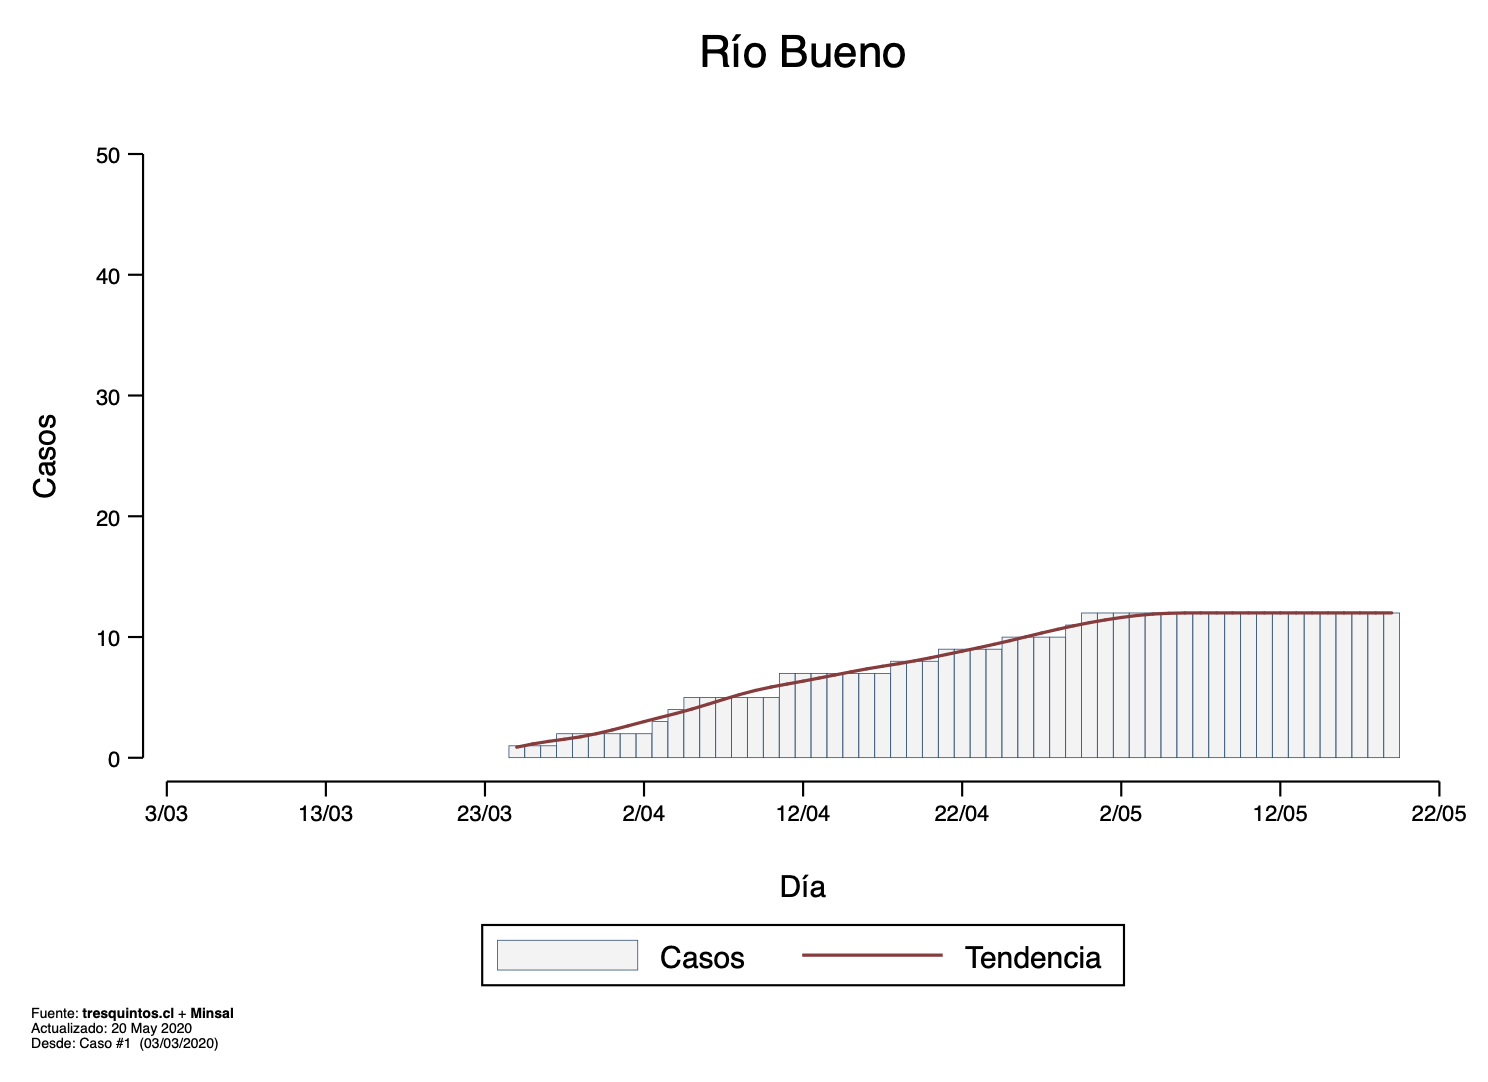 Río Bueno
50
40
30
20
10
0
Casos
3/03 13/03 23/03 2/04 12/04 22/04 2/05 12/05 22/05
Día
Casos Tendencia
Fuente: tresquintos.cl + Minsal
Actualizado: 20 May 2020
Desde: Caso #1 (03/03/2020)